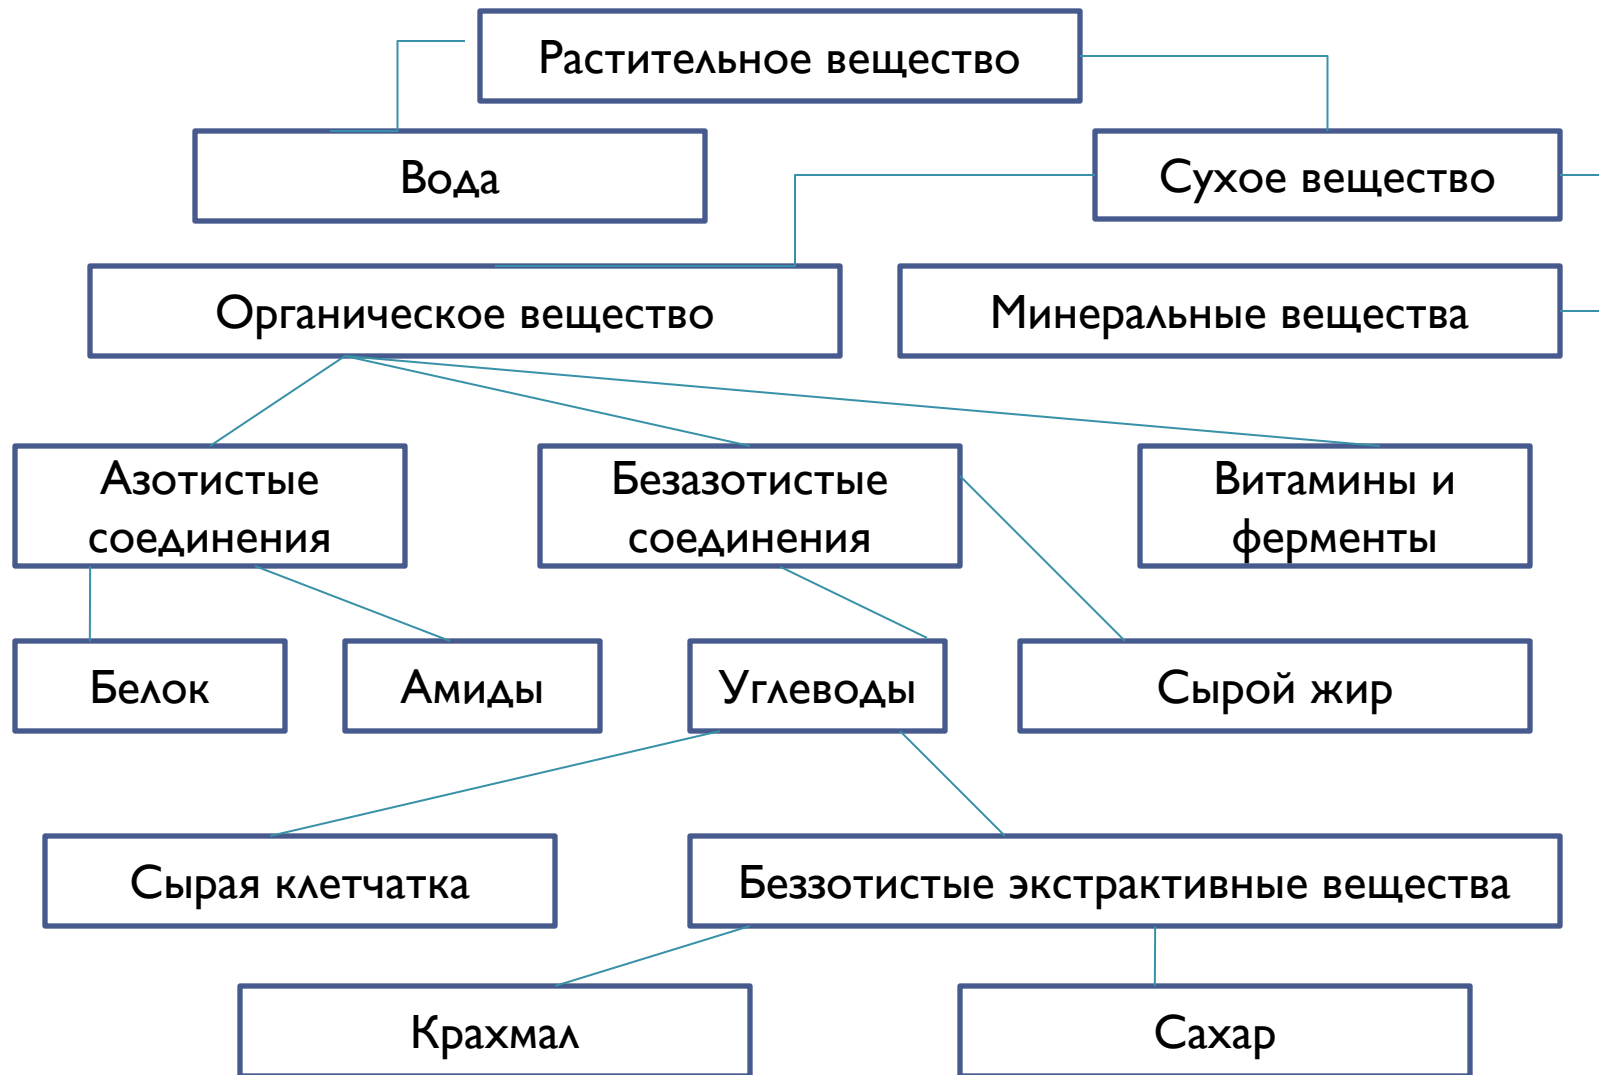 Растительное вещество
Вода
Сухое вещество
Органическое вещество
Минеральные вещества
Азотистые
соединения
Безазотистые
соединения
Витамины и
ферменты
Белок
Амиды
Углеводы
Сырой жир
Сырая клетчатка
Беззотистые экстрактивные вещества
Крахмал
Сахар